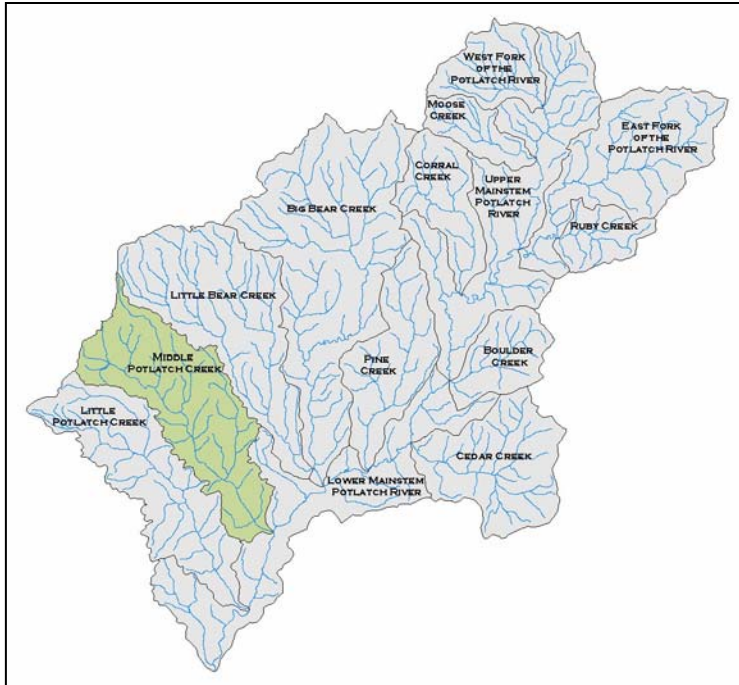 WEST FORK
OF THE
POTLATCH RIVER
MOOSE
CREEK
EAST FORK
OF THE
POTLATCH RIVER
CORRAL
CREEK
UPPER
MAINSTEM
POTLATCH
RIVER
BIG BEAR CREEK
RUBY CREEK
LITTLE BEAR CREEK
MIDDLE
POTLATCH CREEK
PINE
CREEK
BOULDER
CREEK
LITTLE
POTLATCH CREEK
CEDAR CREEK
LOWER MAINSTEM
POTLATCH RIVER